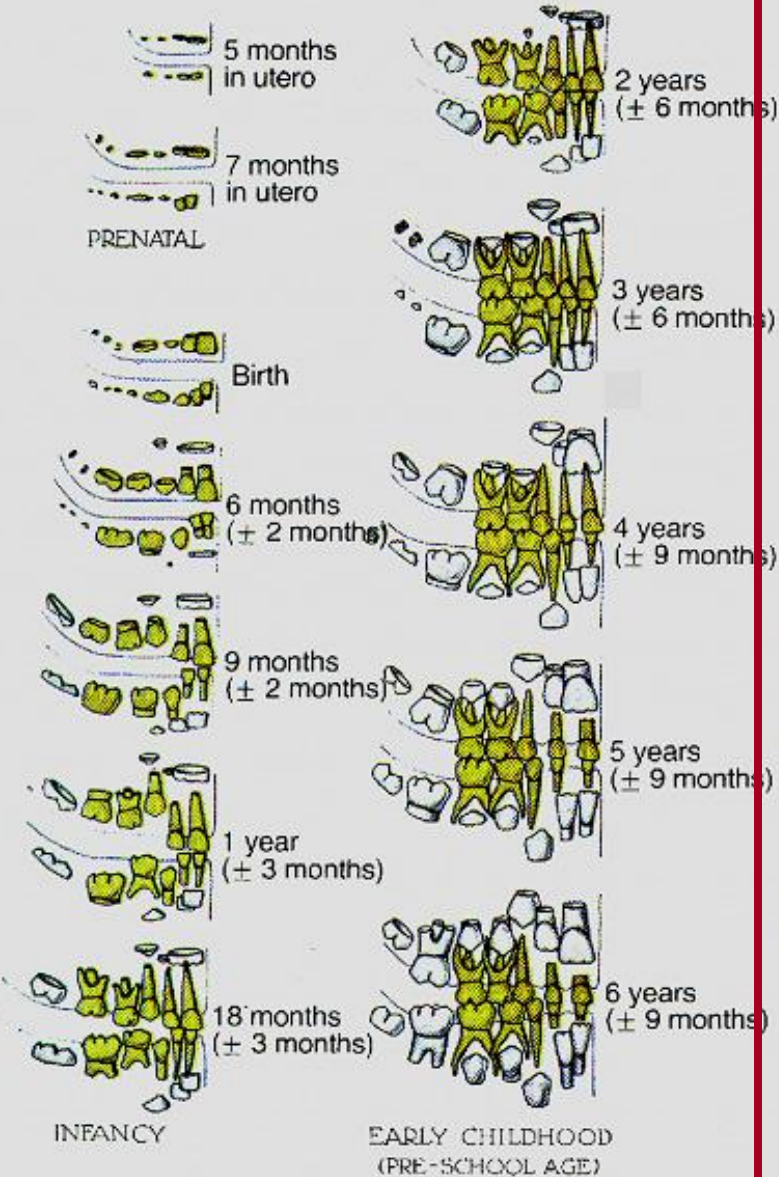 5 months
in utero
7 months
in utero
PRENATAL
Birth
6 months
(± 2 months)
9 months
(± 2 months)
1 year
(± 3 months)
18 months
(± 3 months)
INFANCY
2 years
(± 6 months)
3 years
(± 6 months)
4 years
(± 9 months)
5 years
(± 9 months)
6 years
(± 9 months)
EARLY CHILDHOOD
(PRE-SCHOOL AGE)